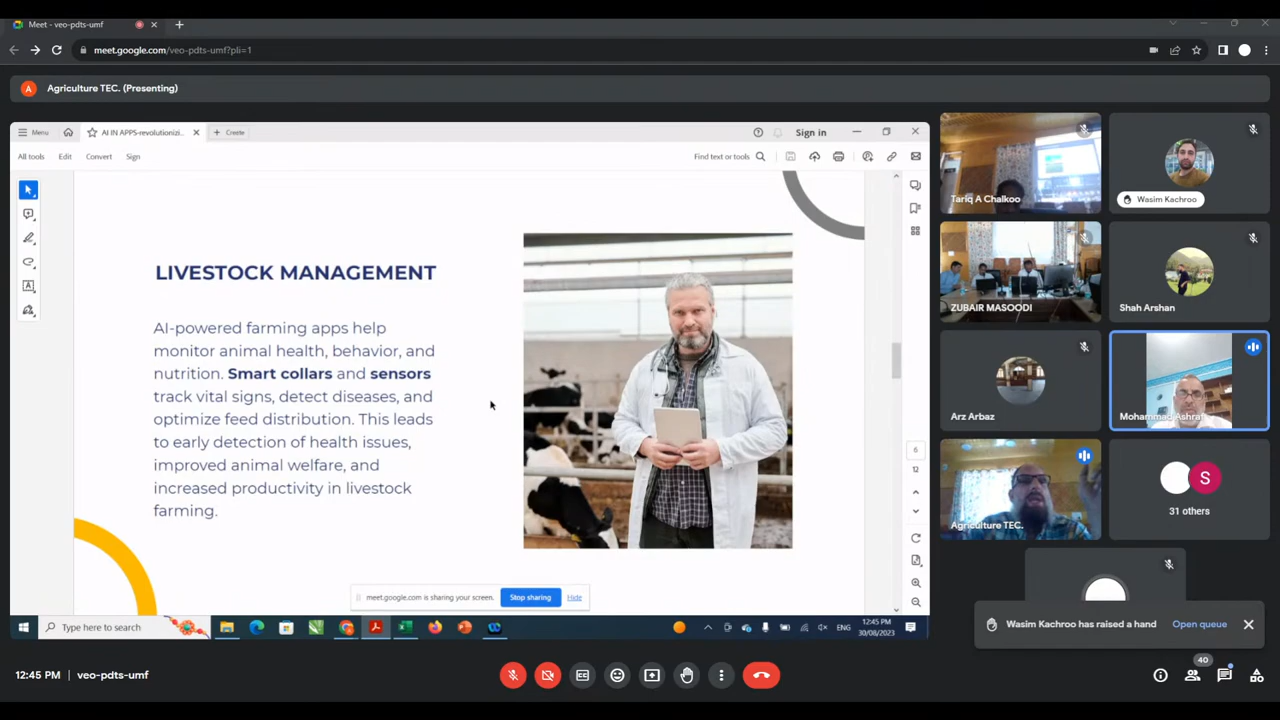 Meet - veo-pdts-umf
meet.google.com/veo-pdts-umf?pli=1
A
Agriculture TEC. (Presenting)
Menu
AI IN APPS-revolutionizi...
Create
Sign in
All tools
Edit
Convert
Sign
Find text or tools
LIVESTOCK MANAGEMENT
AI-powered farming apps help
monitor animal health, behavior, and
nutrition. Smart collars and sensors
track vital signs, detect diseases, and
optimize feed distribution. This leads
to early detection of health issues,
improved animal welfare, and
increased productivity in livestock
farming.
6
12
meet.google.com is sharing your screen.
Stop sharing
Hide
Type here to search
ENG
12:45 PM
30/08/2023
Tariq A Chalkoo
Wasim Kachroo
ZUBAIR MASOODI
Shah Arshan
Arz Arbaz
Mohammad Ashraf
Agriculture TEC.
S
31 others
Wasim Kachroo has raised a hand
Open queue
12:45 PM
veo-pdts-umf
40